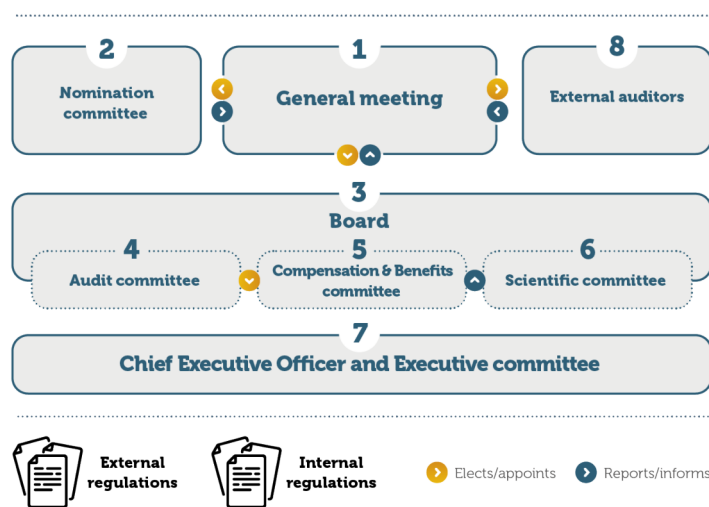 2
1
8
Nomination
committee
General meeting
External auditors
3
Board
4
5
6
Audit committee
Compensation & Benefits
committee
Scientific committee
7
Chief Executive Officer and Executive committee
External
regulations
Internal
regulations
Elects/appoints
Reports/informs